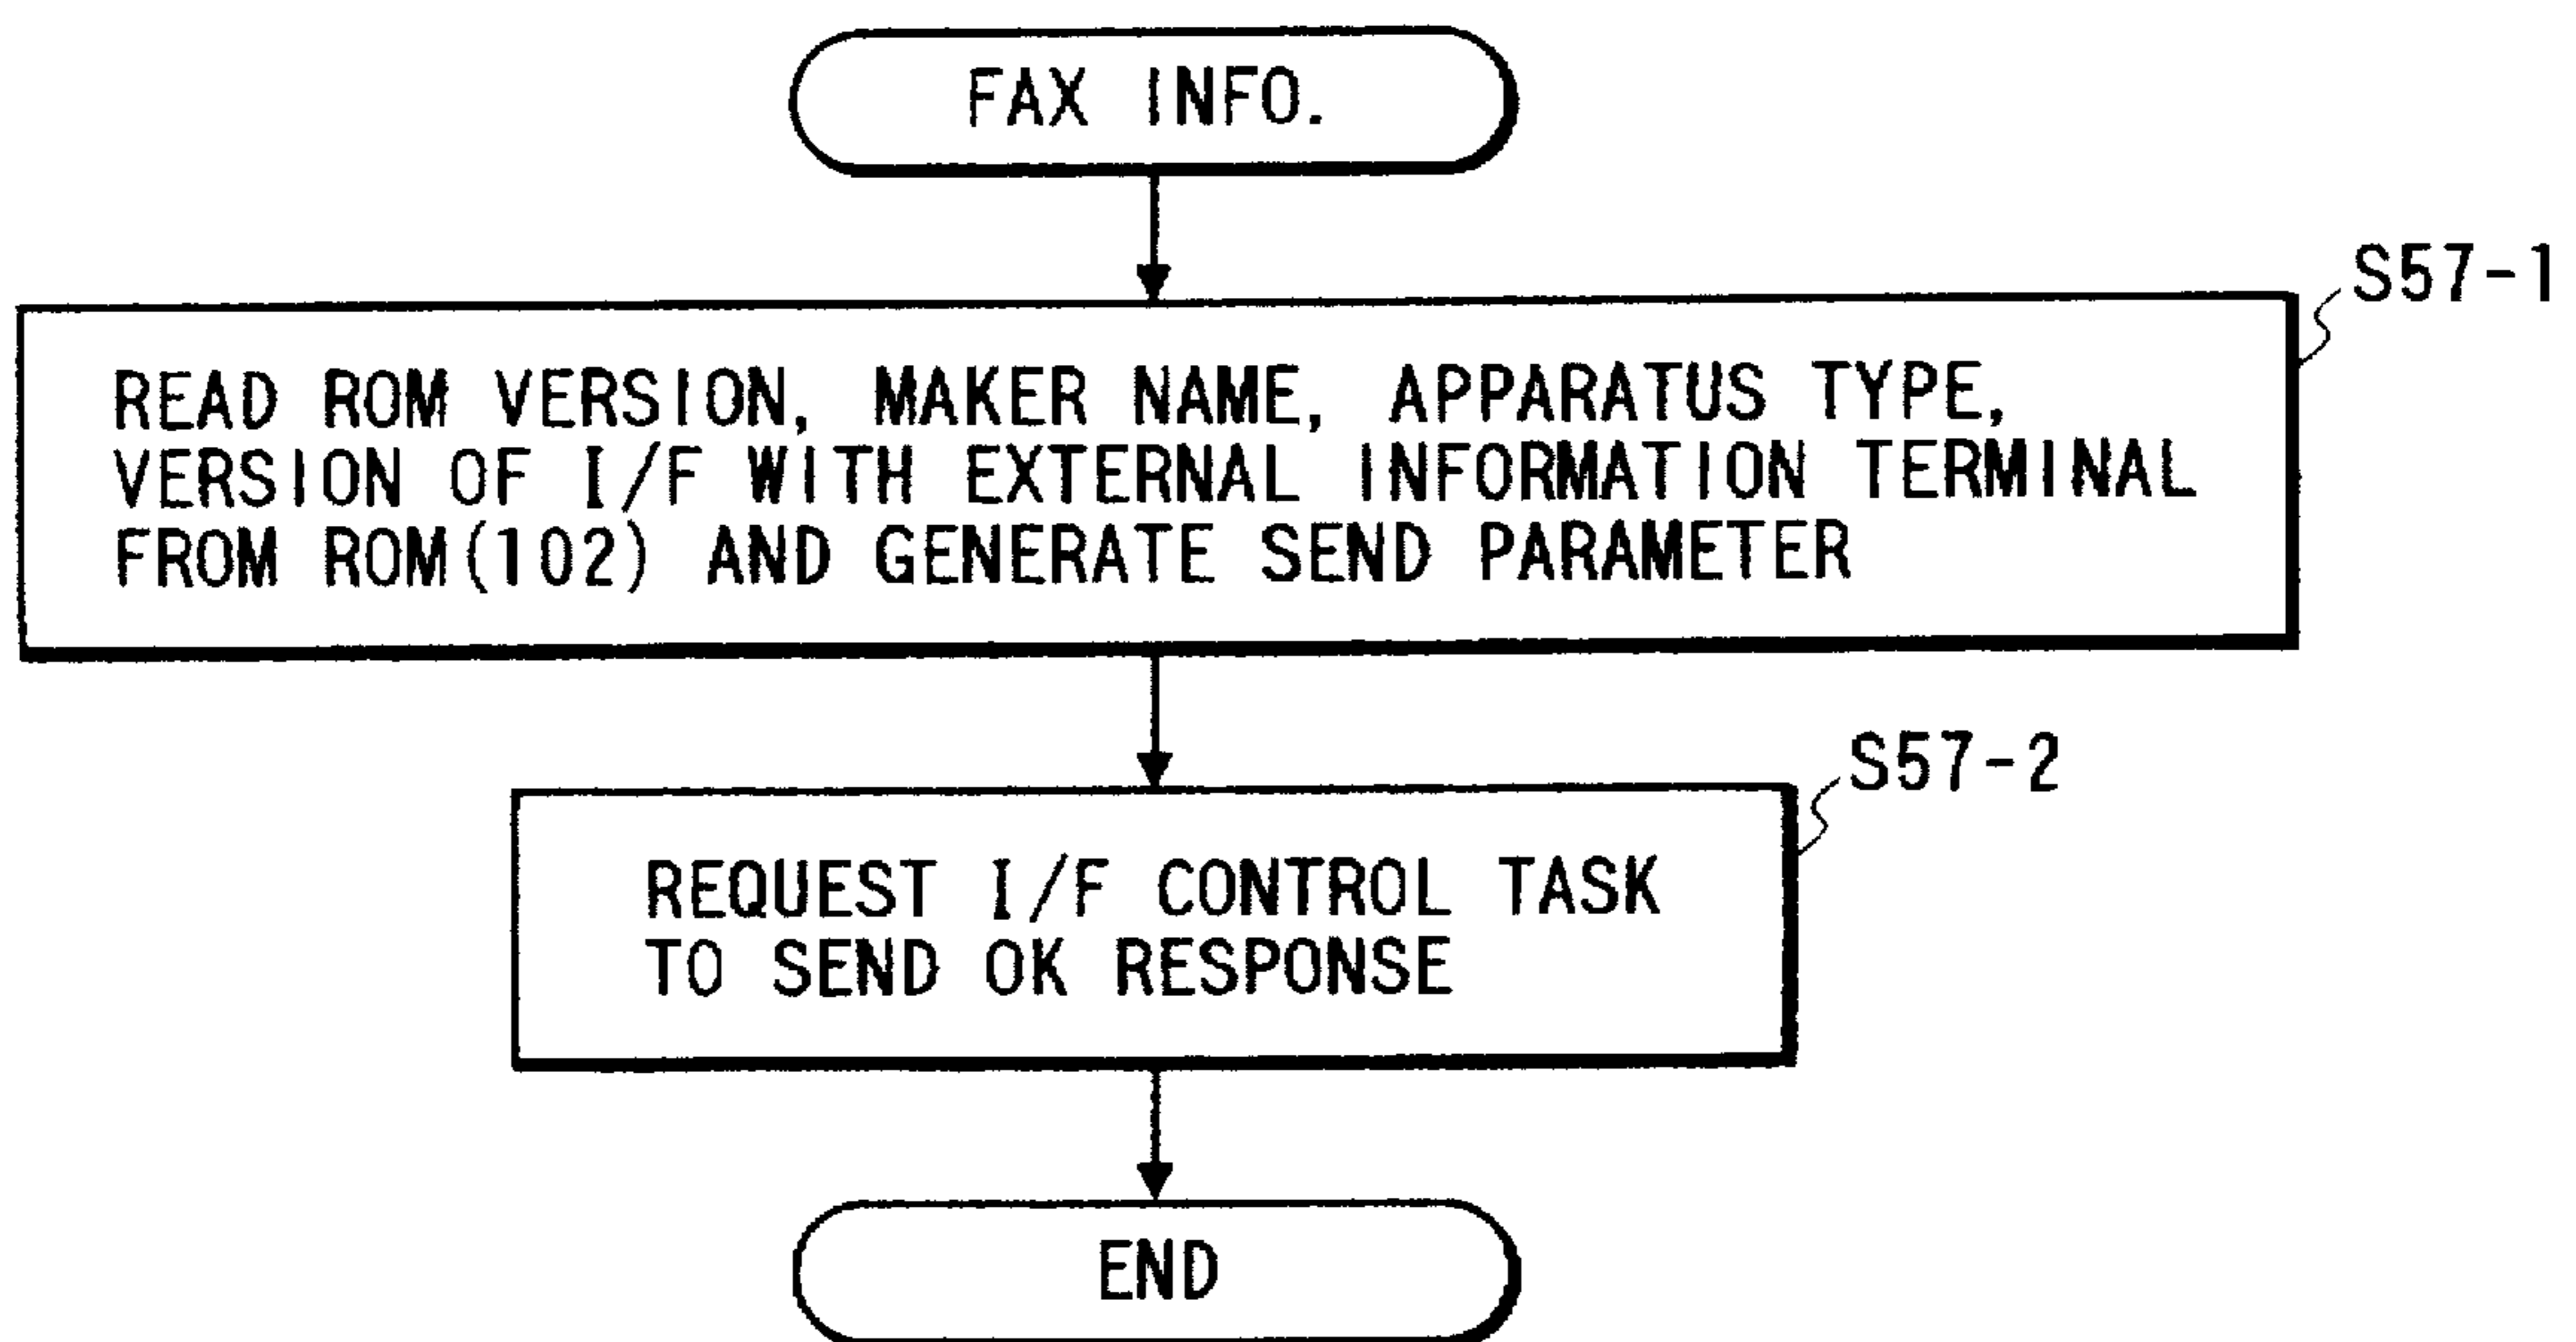 FAX INFO.
S57-1
READ ROM VERSION, MAKER NAME, APPARATUS TYPE,
VERSION OF I/F WITH EXTERNAL INFORMATION TERMINAL
FROM ROM(102) AND GENERATE SEND PARAMETER
S57-2
REQUEST I/F CONTROL TASK
TO SEND OK RESPONSE
END